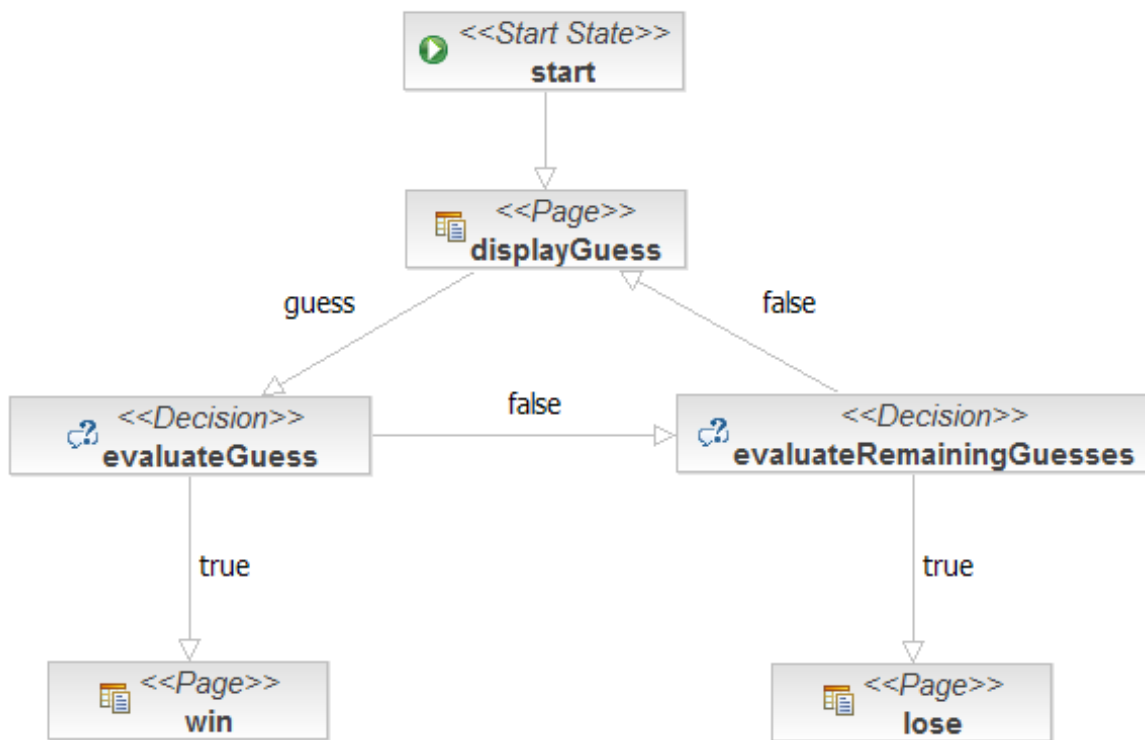 <<Start State>>
start
<<Page>>
displayGuess
guess
false
<<Decision>>
evaluateGuess
false
<<Decision>>
evaluateRemainingGuesses
true
true
<<Page>>
win
<<Page>>
lose